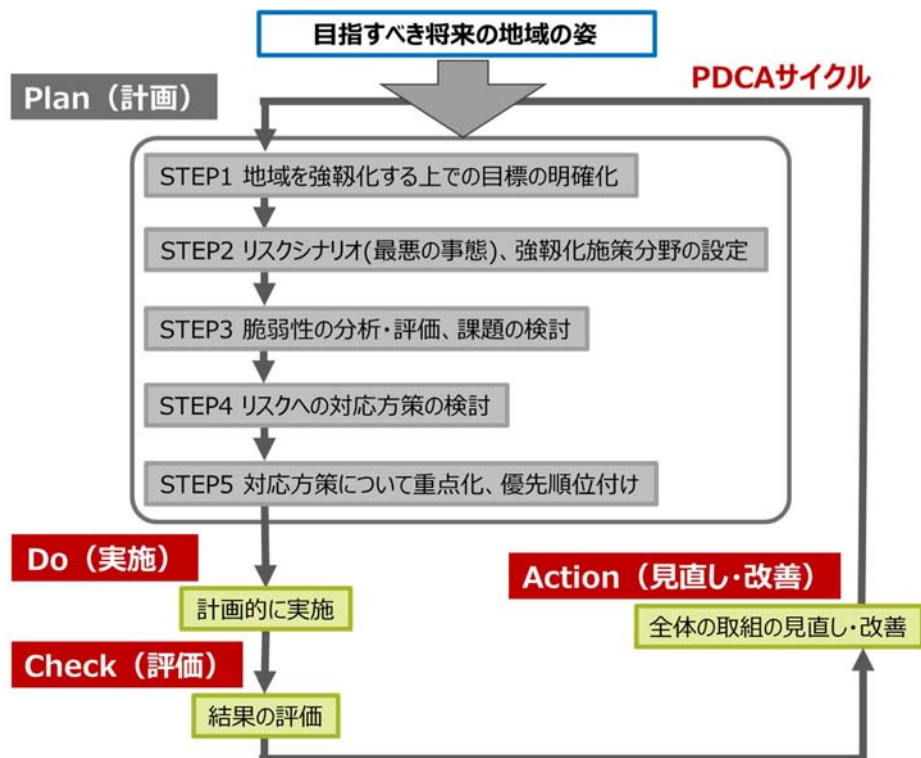 目指すべき将来の地域の姿
PDCAサイクル
Plan（計画）
STEP1 地域を強靱化する上での目標の明確化
STEP2 リスクシナリオ(最悪の事態)、強靱化施策分野の設定
STEP3 脆弱性の分析・評価、課題の検討
STEP4 リスクへの対応方策の検討
STEP5 対応方策について重点化、優先順位付け
Do（実施）
計画的に実施
Check（評価）
結果の評価
Action（見直し・改善）
全体の取組の見直し・改善